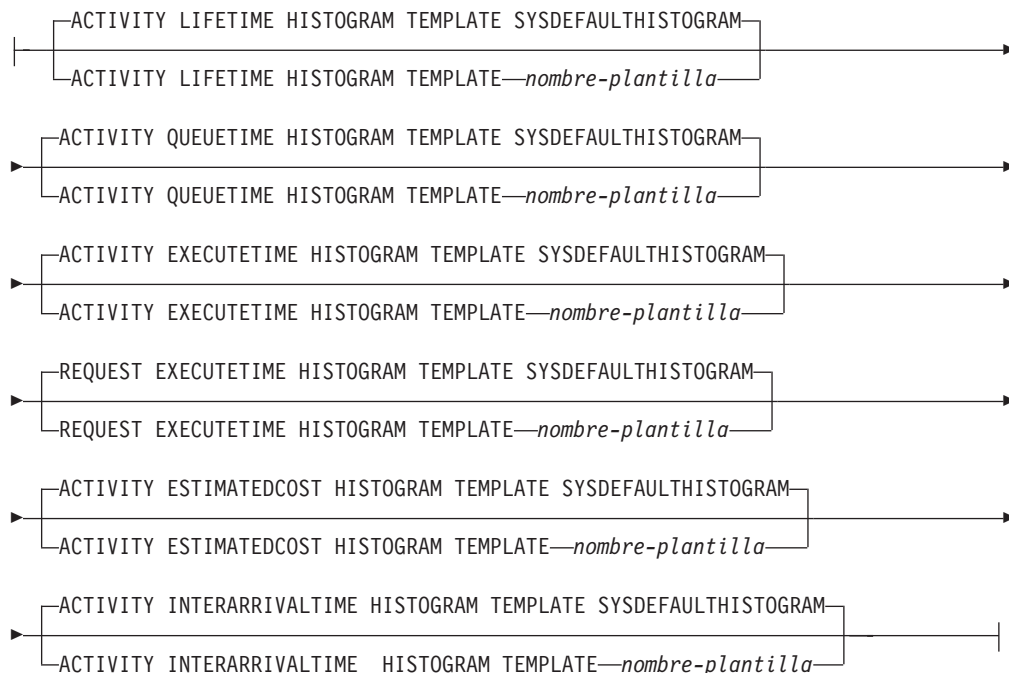 ACTIVITY LIFETIME HISTOGRAM TEMPLATE SYSDEFAULTHISTOGRAM
ACTIVITY LIFETIME HISTOGRAM TEMPLATE nombre-plantilla
ACTIVITY QUEUETIME HISTOGRAM TEMPLATE SYSDEFAULTHISTOGRAM
ACTIVITY QUEUETIME HISTOGRAM TEMPLATE nombre-plantilla
ACTIVITY EXECUTETIME HISTOGRAM TEMPLATE SYSDEFAULTHISTOGRAM
ACTIVITY EXECUTETIME HISTOGRAM TEMPLATE nombre-plantilla
REQUEST EXECUTETIME HISTOGRAM TEMPLATE SYSDEFAULTHISTOGRAM
REQUEST EXECUTETIME HISTOGRAM TEMPLATE nombre-plantilla
ACTIVITY ESTIMATEDCOST HISTOGRAM TEMPLATE SYSDEFAULTHISTOGRAM
ACTIVITY ESTIMATEDCOST HISTOGRAM TEMPLATE nombre-plantilla
ACTIVITY INTERARRIVALTIME HISTOGRAM TEMPLATE SYSDEFAULTHISTOGRAM
ACTIVITY INTERARRIVALTIME HISTOGRAM TEMPLATE nombre-plantilla